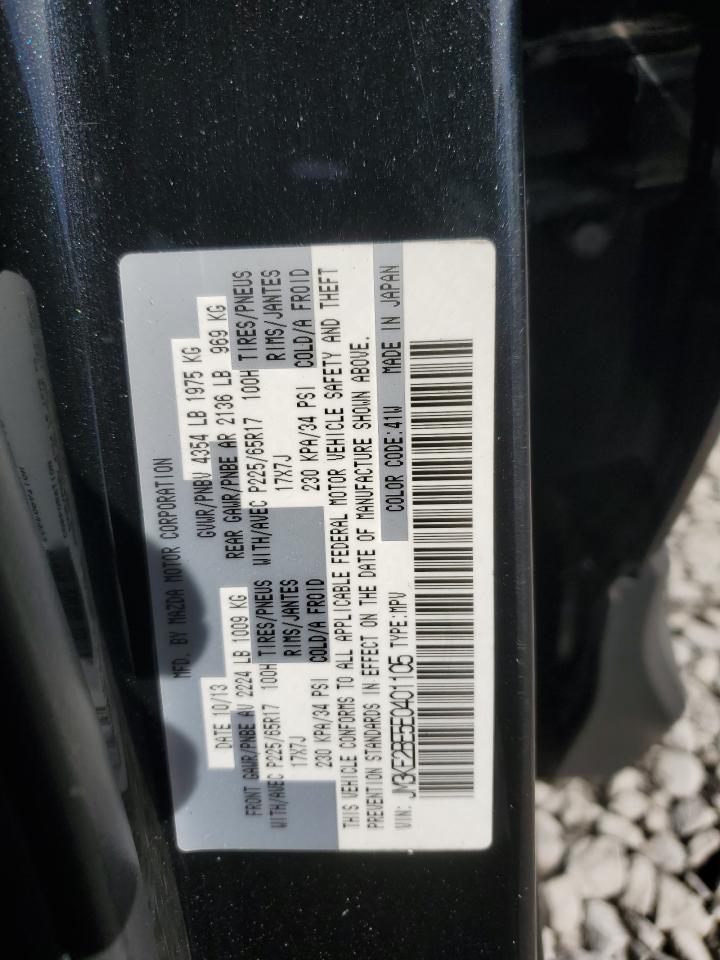 MFD. BY MAZDA MOTOR CORPORATION
DATE 10/13 GVWR/PNBV 4354 LB 1975 KG
FRONT GAWR/PNBE AV 2224 LB 1009 KG REAR GAWR/PNBE AR 2136 LB 969 KG
WITH/AVEC P225/65R17 100H TIRES/PNEUS WITH/AVEC P225/65R17 100H TIRES/PNEUS
17X7J RIMS/JANTES 17X7J RIMS/JANTES
230 KPA/34 PSI COLD/A FROID 230 KPA/34 PSI COLD/A FROID
THIS VEHICLE CONFORMS TO ALL APPLICABLE FEDERAL MOTOR VEHICLE SAFETY AND THEFT
PREVENTION STANDARDS IN EFFECT ON THE DATE OF MANUFACTURE SHOWN ABOVE.
VIN: JM3KE2BE5E0401105 TYPE:MPV COLOR CODE:41W MADE IN JAPAN